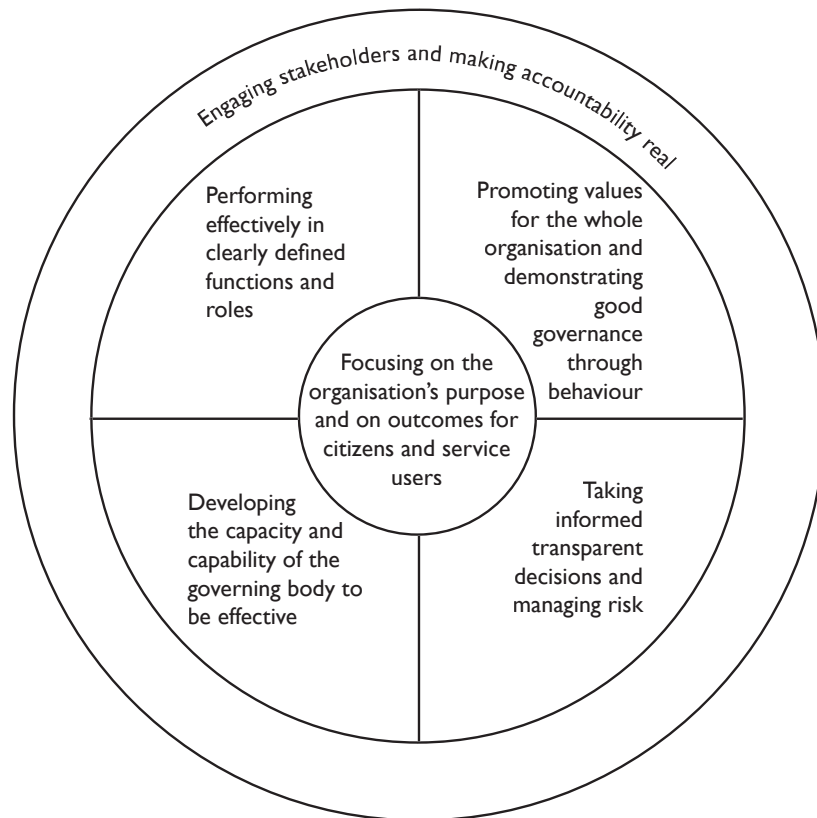 Engaging stakeholders and making accountability real
Performing
effectively in
clearly defined
functions and
roles
Promoting values
for the whole
organisation and
demonstrating
good
governance
through
behaviour
Focusing on the
organisation’s purpose
and on outcomes for
citizens and service
users
Developing
the capacity and
capability of the
governing body to
be effective
Taking
informed
transparent
decisions and
managing risk